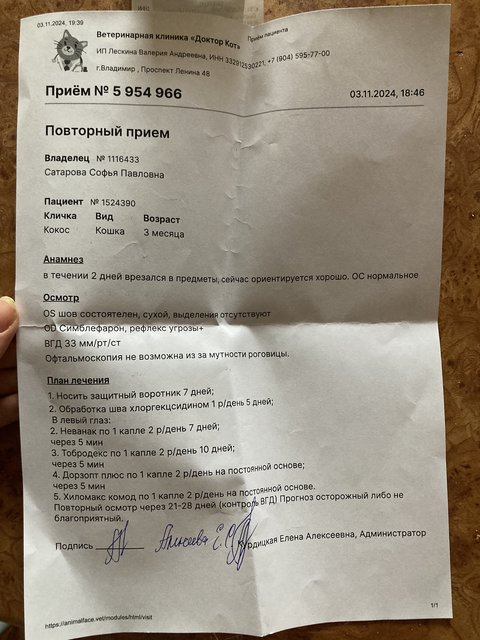 03.11.2024, 19:39
Приём пациента
Ветеринарная клиника «Доктор Кот»
ИП Лескина Валерия Андреевна, ИНН 332912530221, +7 (904) 595-77-00
г.Владимир , Проспект Ленина 48
Приём № 5 954 966
03.11.2024, 18:46
Повторный прием
Владелец № 1116433
Сатарова Софья Павловна
Пациент № 1524390
Кличка Вид Возраст
Кокос Кошка 3 месяца
Анамнез
в течении 2 дней врезался в предметы, сейчас ориентируется хорошо. ОС нормальное
Осмотр
OS шов состоятелен, сухой, выделения отсутствуют
OD Симблефарон, рефлекс угрозы+
ВГД 33 мм/рт/ст
Офтальмоскопия не возможна из за мутности роговицы.
План лечения
1. Носить защитный воротник 7 дней;
2. Обработка шва хлоргексидином 1 р/день 5 дней;
В левый глаз:
2. Неванак по 1 капле 2 р/день 7 дней;
через 5 мин
3. Тобродекс по 1 капле 2 р/день 10 дней;
через 5 мин
4. Дорзопт плюс по 1 капле 2 р/день на постоянной основе;
через 5 мин
5. Хиломакс комод по 1 капле 2 р/день на постоянной основе.
Повторный осмотр через 21-28 дней (контроль ВГД) Прогноз осторожный либо не
благоприятный.
Подпись
Курдицкая Елена Алексеевна, Администратор
1/1
https://animalface.vet/modules/html/visit